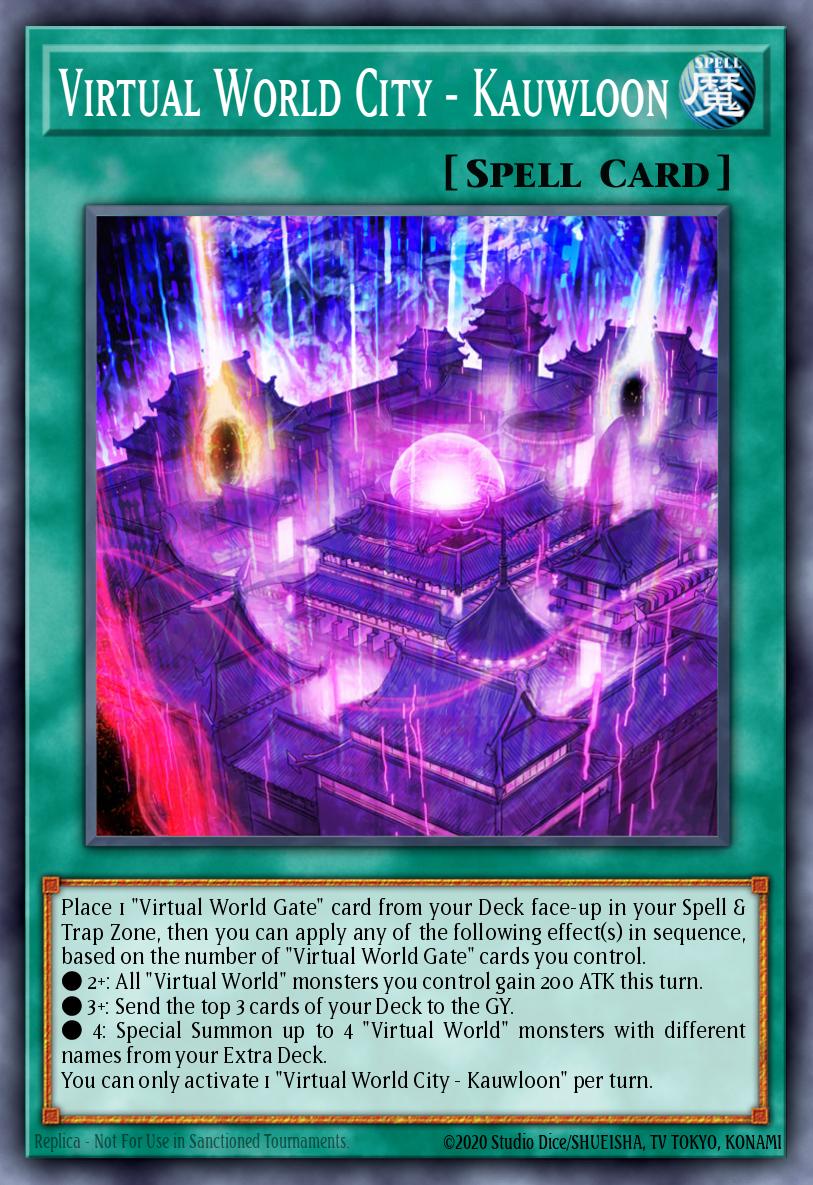 Virtual World City - Kauwloon
SPELL
魔
[ Spell Card ]
Place 1 "Virtual World Gate" card from your Deck face-up in your Spell &
Trap Zone, then you can apply any of the following effect(s) in sequence,
based on the number of "Virtual World Gate" cards you control.
● 2+: All "Virtual World" monsters you control gain 200 ATK this turn.
● 3+: Send the top 3 cards of your Deck to the GY.
● 4: Special Summon up to 4 "Virtual World" monsters with different
names from your Extra Deck.
You can only activate 1 "Virtual World City - Kauwloon" per turn.
Replica - Not For Use in Sanctioned Tournaments.
©2020 Studio Dice/SHUEISHA, TV TOKYO, KONAMI